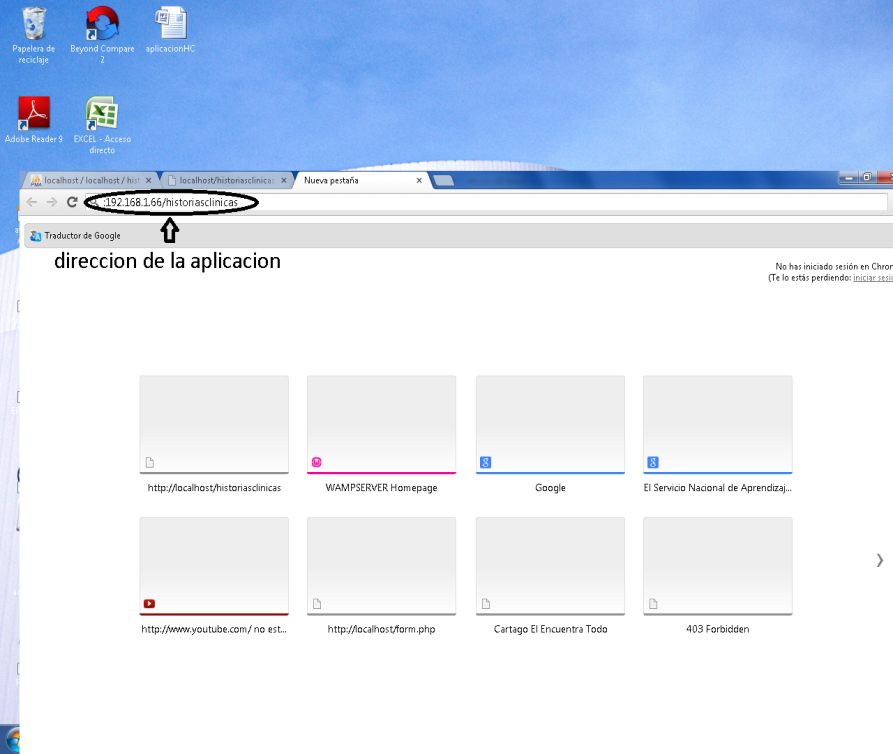 Papelera de
reciclaje
Beyond Compare
2
aplicacionHC
Adobe Reader 9
EXCEL - Acceso
directo
localhost / localhost / hist
localhost/historiasclinicas
Nueva pestaña
:192.168.1.66/historiasclinicas
Traductor de Google
direccion de la aplicacion
No has iniciado sesión en Chrom
(Te lo estás perdiendo: iniciar sesió
http://localhost/historiasclinicas
WAMPSERVER Homepage
Google
El Servicio Nacional de Aprendizaj...
http://www.youtube.com/ no est...
http://localhost/form.php
Cartago El Encuentra Todo
403 Forbidden